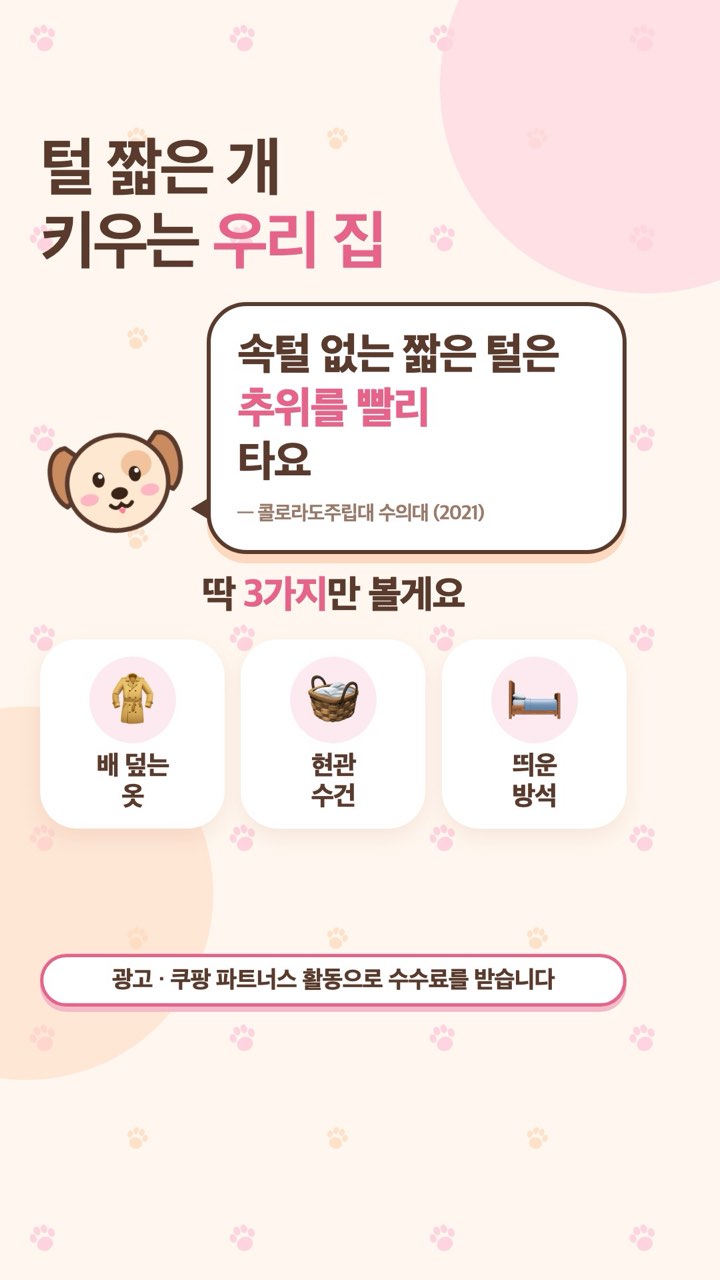 털 짧은 개
키우는 우리 집
속털 없는 짧은 털은
추위를 빨리
타요
— 콜로라도주립대 수의대 (2021)
딱 3가지만 볼게요
배 덮는
옷
현관
수건
띄운
방석
광고 · 쿠팡 파트너스 활동으로 수수료를 받습니다